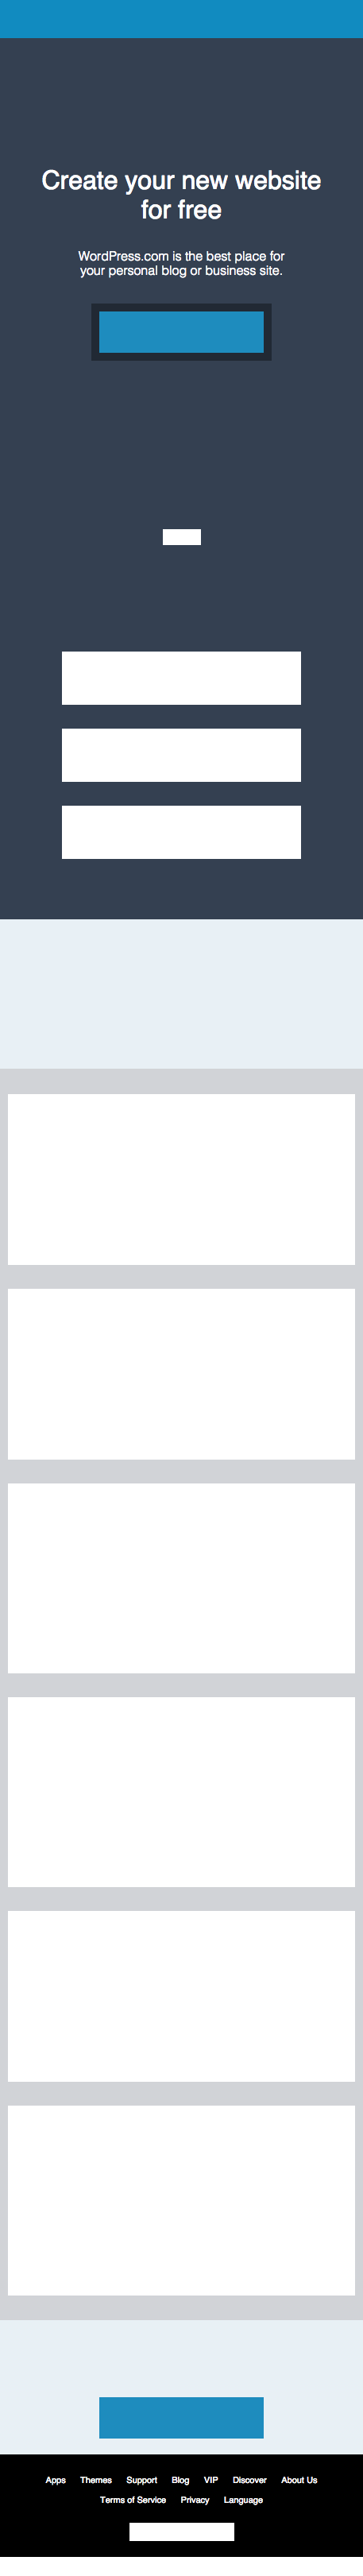 Create your new website
for free
WordPress.com is the best place for
your personal blog or business site.
Apps Themes Support Blog VIP Discover About Us
Terms of Service Privacy Language